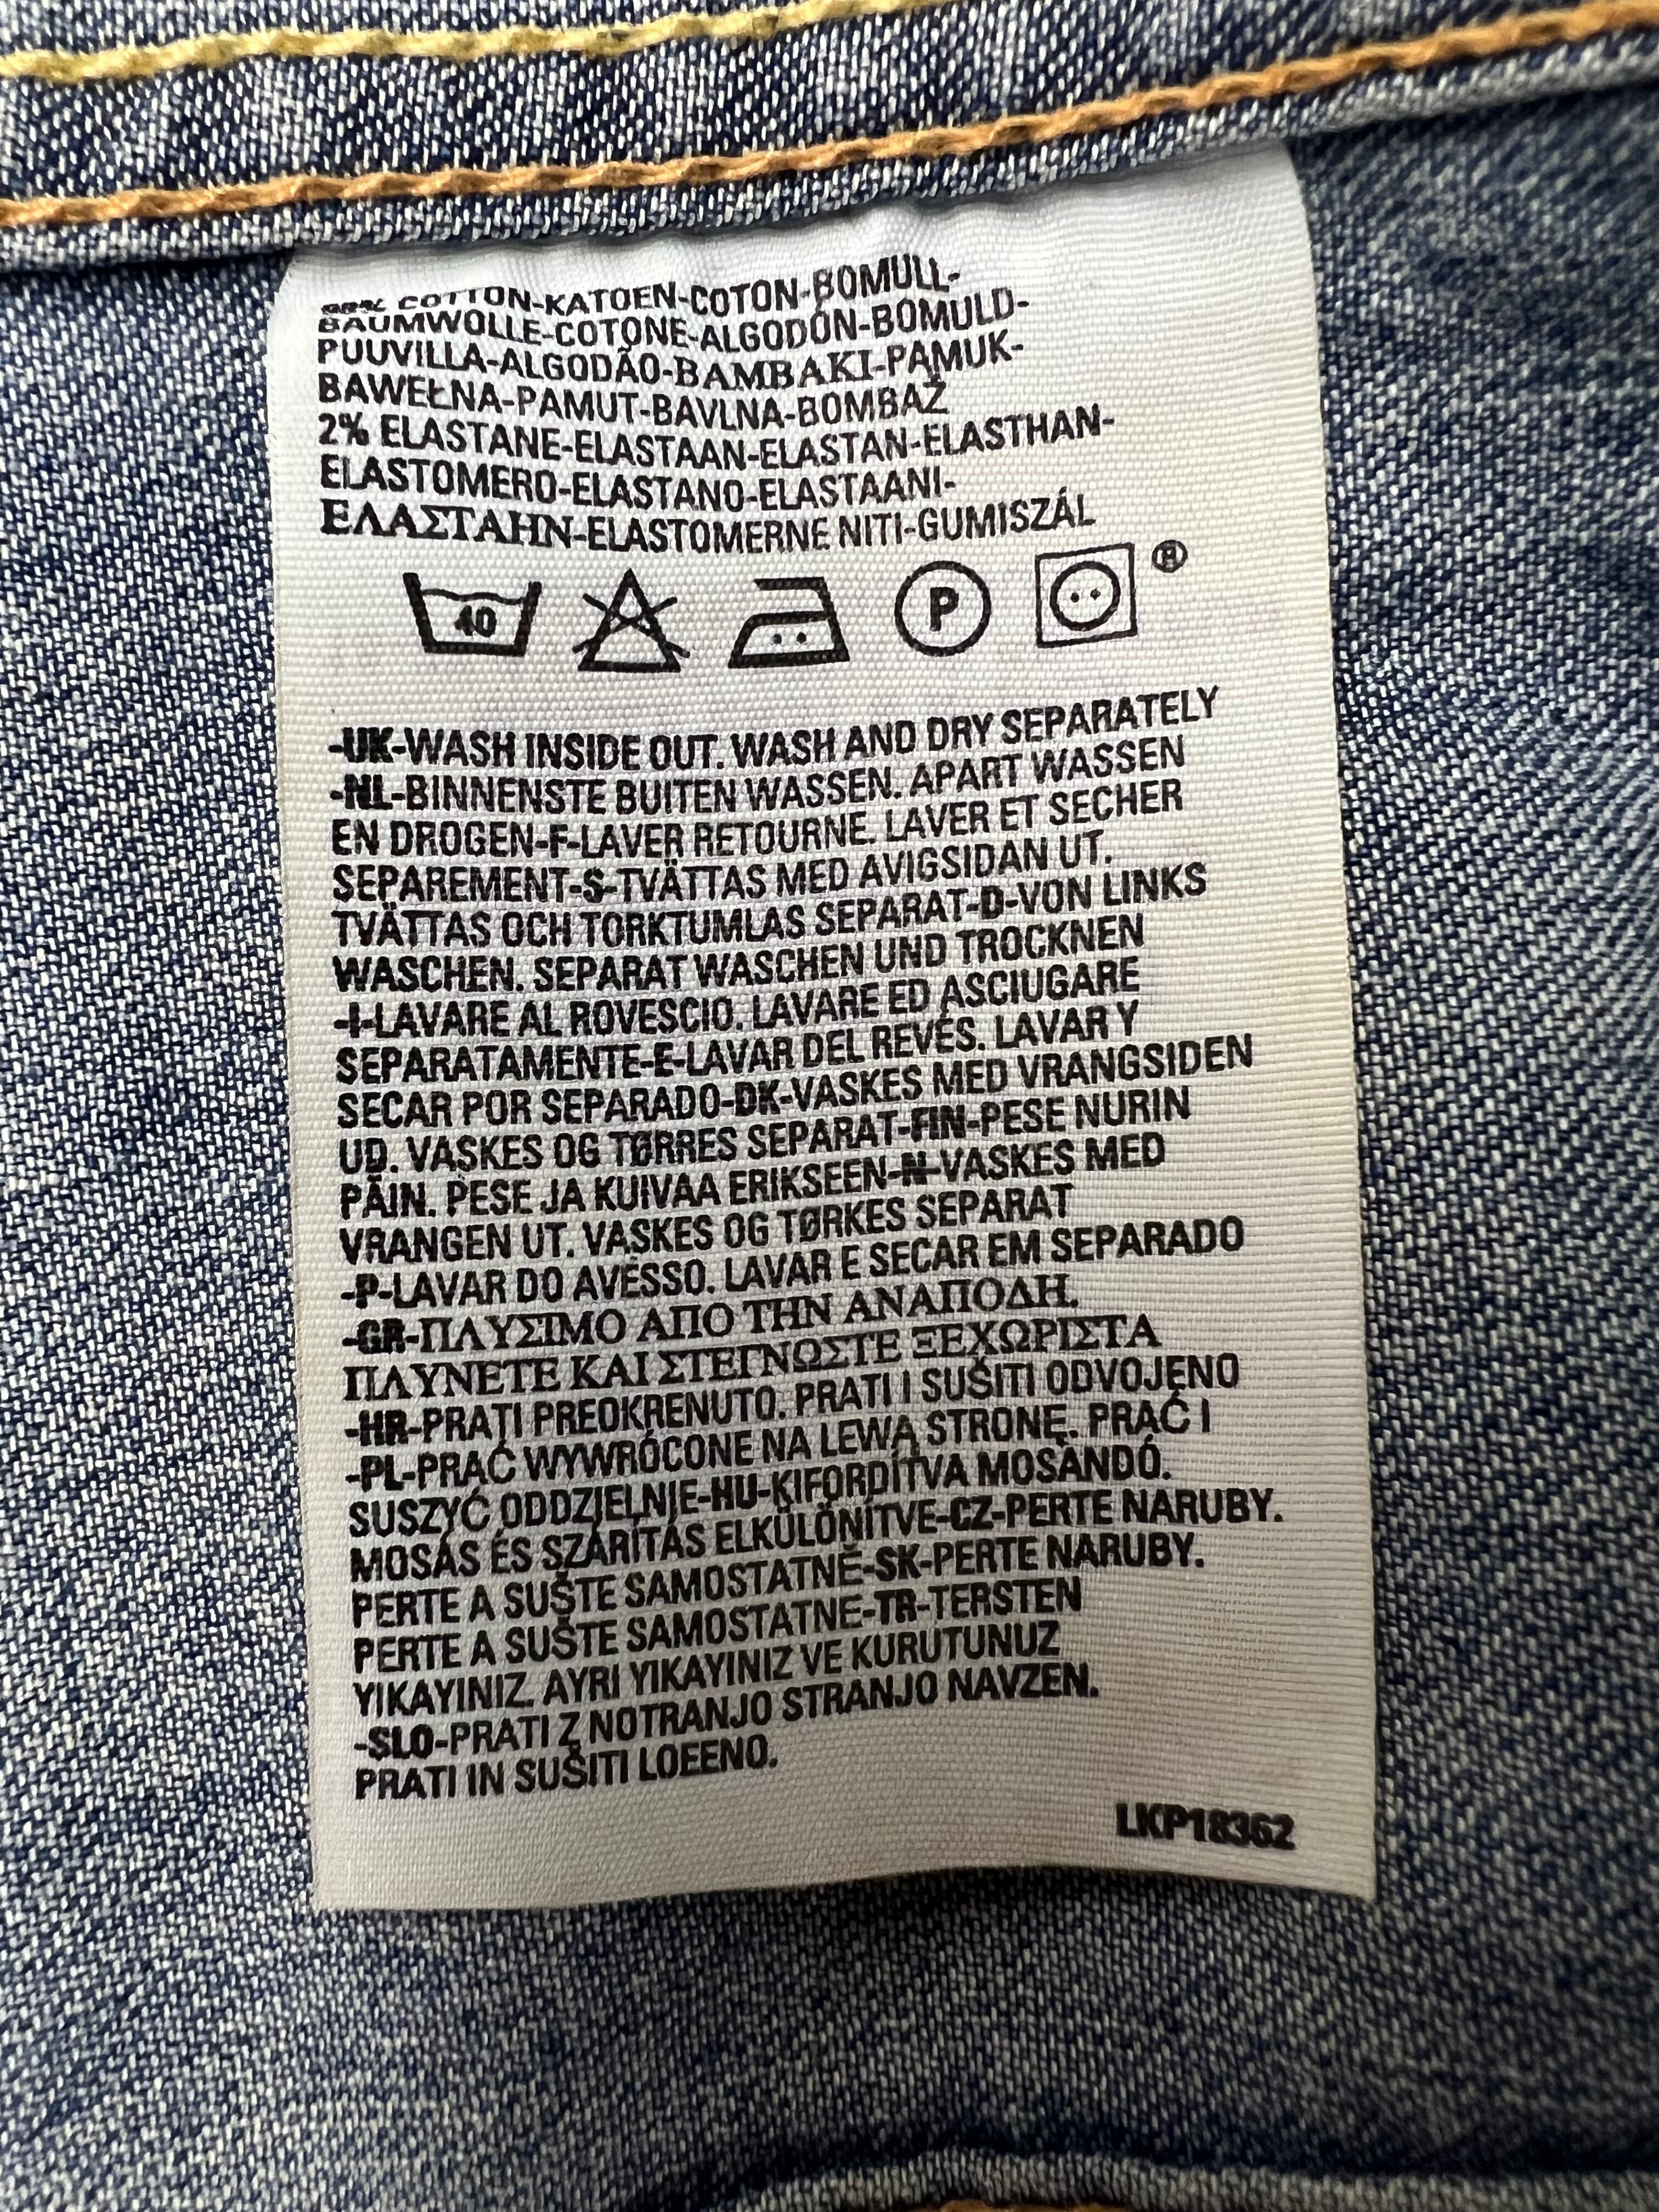 98% COTTON-KATOEN-COTON-BOMULL-
BAUMWOLLE-COTONE-ALGODÓN-BOMULD-
PUUVILLA-ALGODÃO-BAMBAKI-PAMUK-
BAWEŁNA-PAMUT-BAVLNA-BOMBAŽ
2% ELASTANE-ELASTAAN-ELASTAN-ELASTHAN-
ELASTOMERO-ELASTANO-ELASTAANI-
ΕΛΑΣΤΑΗΝ-ELASTOMERNE NITI-GUMISZÁL
40 P ®
-UK-WASH INSIDE OUT. WASH AND DRY SEPARATELY
-NL-BINNENSTE BUITEN WASSEN. APART WASSEN
EN DROGEN-F-LAVER RETOURNE. LAVER ET SECHER
SEPAREMENT-S-TVÄTTAS MED AVIGSIDAN UT.
TVÄTTAS OCH TORKTUMLAS SEPARAT-D-VON LINKS
WASCHEN. SEPARAT WASCHEN UND TROCKNEN
-I-LAVARE AL ROVESCIO. LAVARE ED ASCIUGARE
SEPARATAMENTE-E-LAVAR DEL REVÉS. LAVAR Y
SECAR POR SEPARADO-DK-VASKES MED VRANGSIDEN
UD. VASKES OG TØRRES SEPARAT-FIN-PESE NURIN
PÄIN. PESE JA KUIVAA ERIKSEEN-N-VASKES MED
VRANGEN UT. VASKES OG TØRKES SEPARAT
-P-LAVAR DO AVESSO. LAVAR E SECAR EM SEPARADO
-GR-ΠΛΥΣΙΜΟ ΑΠΟ ΤΗΝ ΑΝΑΠΟΔΗ.
ΠΛΥΝΕΤΕ ΚΑΙ ΣΤΕΓΝΩΣΤΕ ΞΕΧΩΡΙΣΤΑ
-HR-PRATI PREOKRENUTO. PRATI I SUŠITI ODVOJENO
-PL-PRAĆ WYWRÓCONE NA LEWĄ STRONĘ. PRAĆ I
SUSZYĆ ODDZIELNIE-HU-KIFORDÍTVA MOSANDÓ.
MOSÁS ÉS SZÁRÍTÁS ELKÜLÖNÍTVE-CZ-PERTE NARUBY.
PERTE A SUŠTE SAMOSTATNĚ-SK-PERTE NARUBY.
PERTE A SUŠTE SAMOSTATNE-TR-TERSTEN
YIKAYINIZ. AYRI YIKAYINIZ VE KURUTUNUZ
-SLO-PRATI Z NOTRANJO STRANJO NAVZEN.
PRATI IN SUŠITI LOEENO.
LKP18362